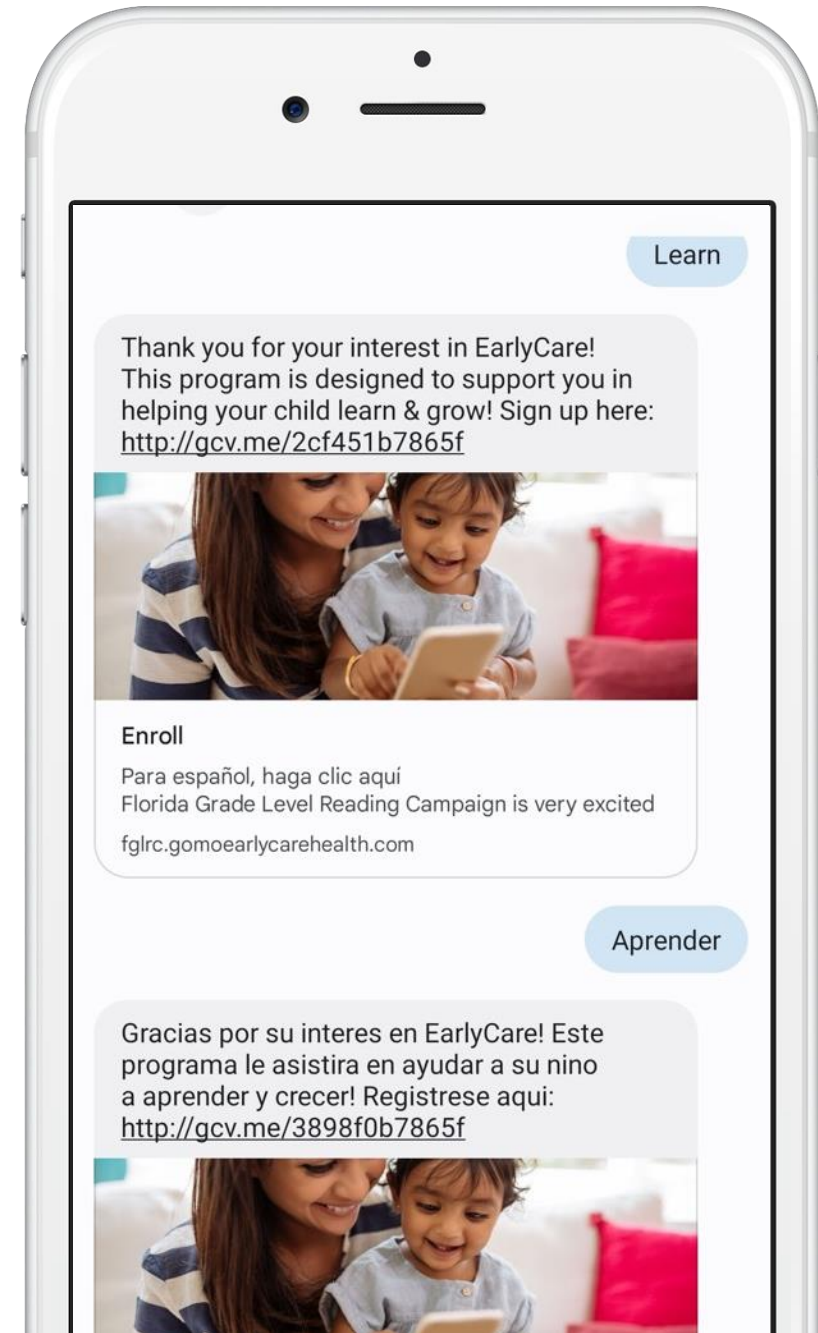 Learn
Thank you for your interest in EarlyCare!
This program is designed to support you in
helping your child learn & grow! Sign up here:
http://gcv.me/2cf451b7865f
Enroll
Para español, haga clic aquí
Florida Grade Level Reading Campaign is very excited
fglrc.gomoearlycarehealth.com
Aprender
Gracias por su interes en EarlyCare! Este
programa le asistira en ayudar a su nino
a aprender y crecer! Registrese aqui:
http://gcv.me/3898f0b7865f